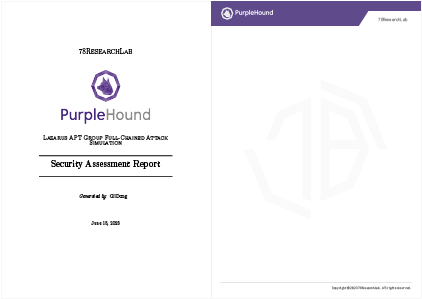 78RESEARCHLAB
PurpleHound
LAZARUS APT GROUP FULL-CHAINED ATTACK
SIMULATION
Security Assessment Report
Generated by: GilDong
June 15, 2025
PurpleHound
78ResearchLab
Copyright © 2025 78ResearchLab. All rights reserved.